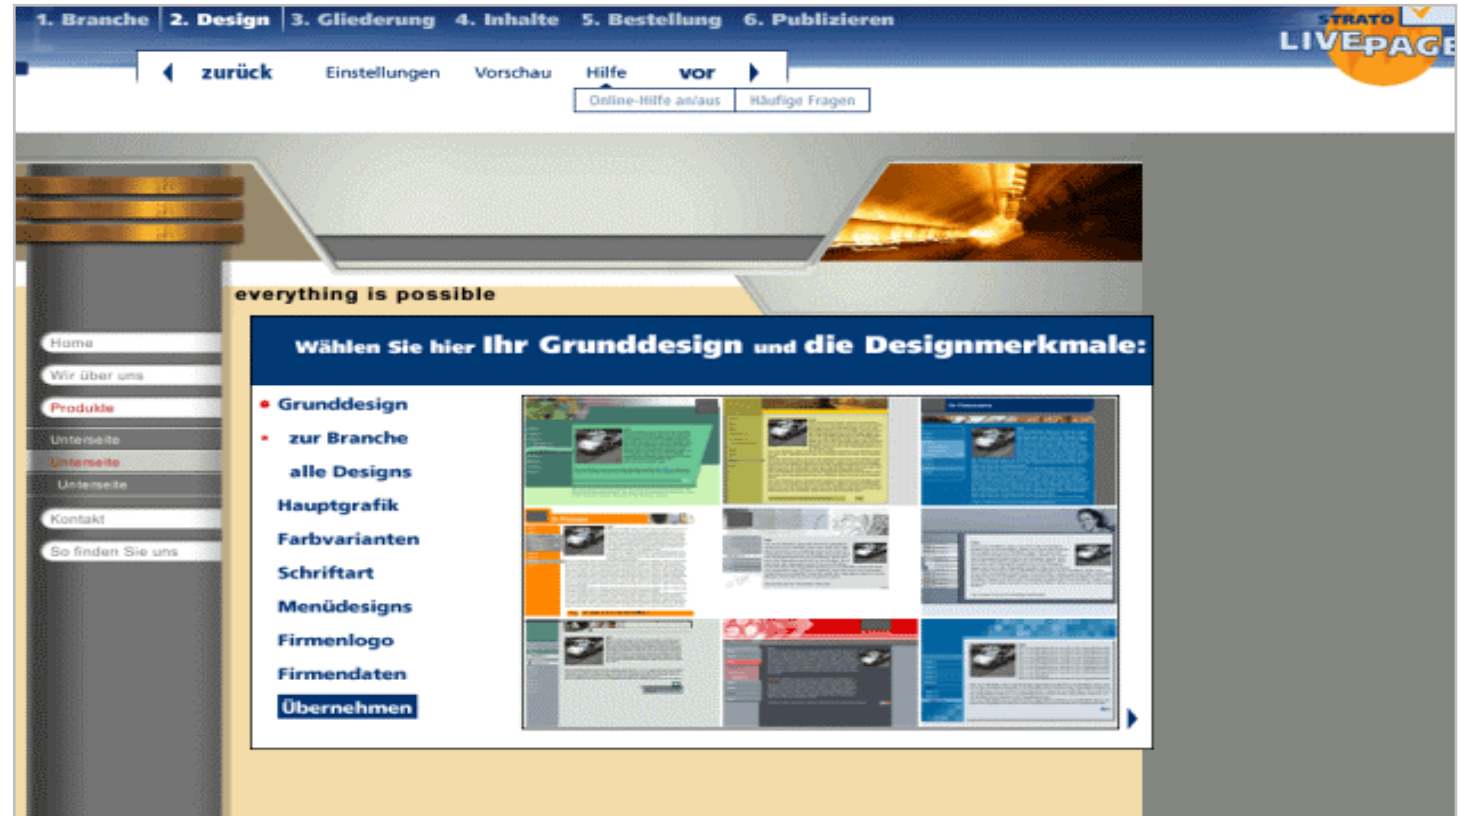 1. Branche 2. Design 3. Gliederung 4. Inhalte 5. Bestellung 6. Publizieren
STRATO
LIVEPAGE
zurück Einstellungen Vorschau Hilfe vor
Online-Hilfe an/aus Häufige Fragen
everything is possible
Home
Wir über uns
Produkte
Unterseite
Unterseite
Unterseite
Kontakt
So finden Sie uns
Wählen Sie hier Ihr Grunddesign und die Designmerkmale:
Grunddesign
zur Branche
alle Designs
Hauptgrafik
Farbvarianten
Schriftart
Menüdesigns
Firmenlogo
Firmendaten
Übernehmen